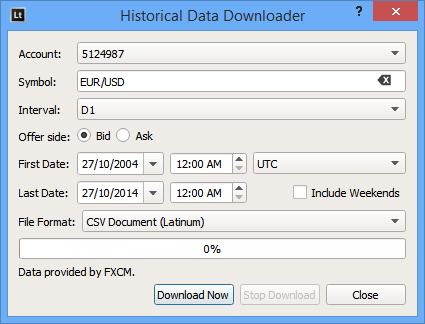 Lt Historical Data Downloader ?
Account: 5124987
Symbol: EUR/USD
Interval: D1
Offer side: Bid Ask
First Date: 27/10/2004 12:00 AM UTC
Last Date: 27/10/2014 12:00 AM Include Weekends
File Format: CSV Document (Latinum)
0%
Data provided by FXCM.
Download Now Stop Download Close